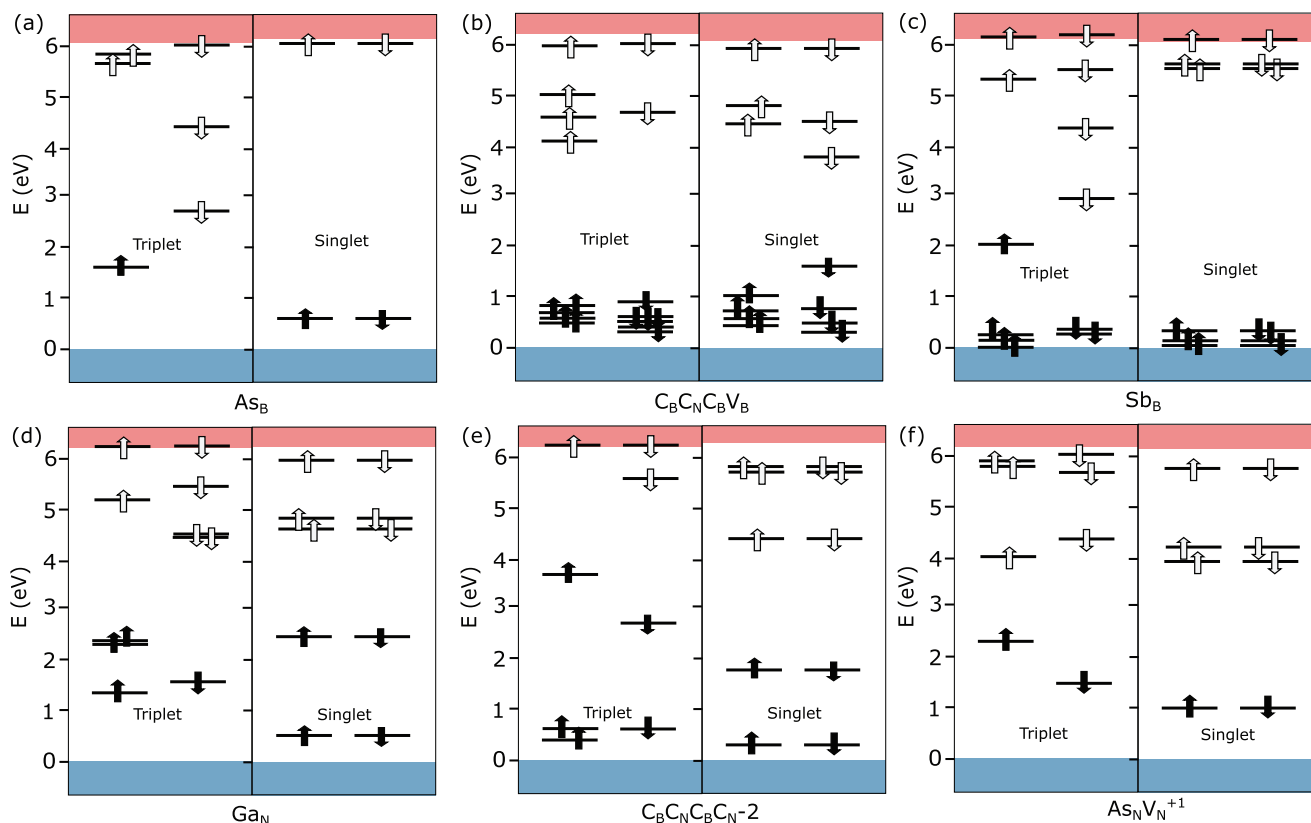 (a)
E (eV)
6
5
4
3
2
1
0
Triplet
Singlet
As_B
(b)
6
5
4
3
2
1
0
Triplet
Singlet
C_BC_NC_BV_B
(c)
E (eV)
6
5
4
3
2
1
0
Triplet
Singlet
Sb_B
(d)
E (eV)
6
5
4
3
2
1
0
Triplet
Singlet
Ga_N
(e)
E (eV)
6
5
4
3
2
1
0
Triplet
Singlet
C_BC_NC_BC_N-2
(f)
E (eV)
6
5
4
3
2
1
0
Triplet
Singlet
As_NV_N^+1
E (eV)